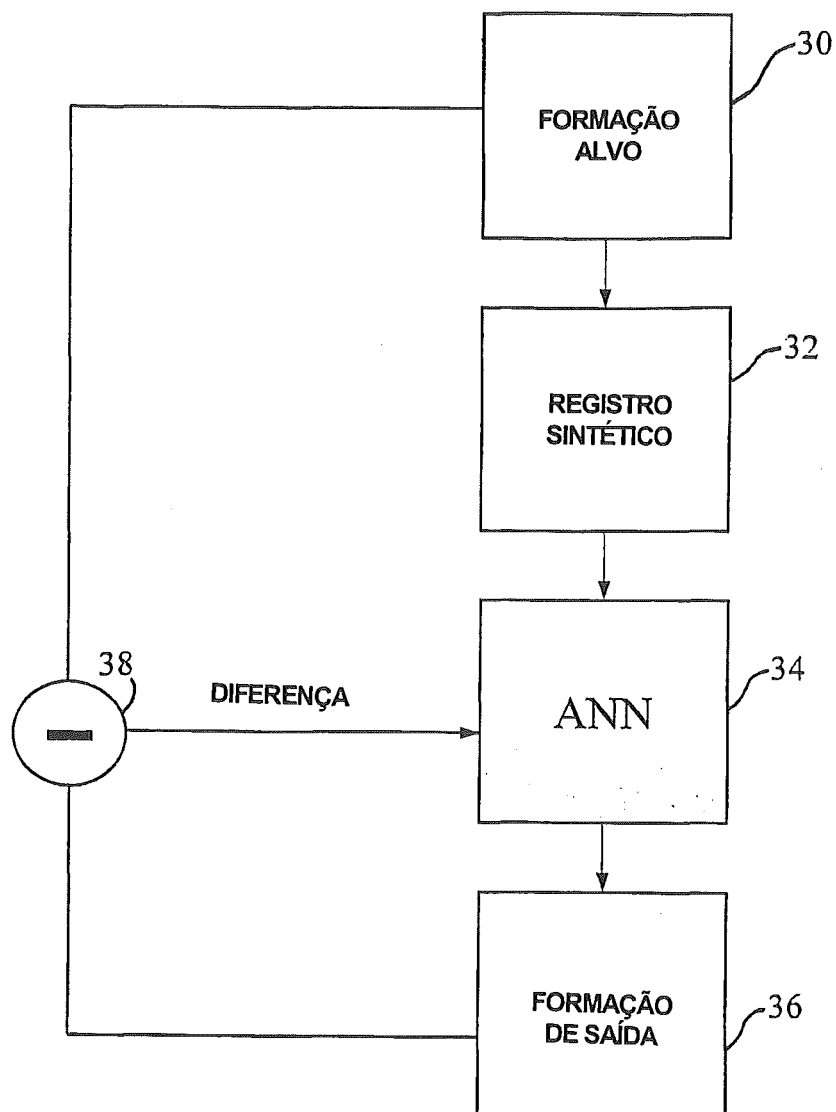 30
FORMAÇÃO
ALVO
32
REGISTRO
SINTÉTICO
38
DIFERENÇA
34
ANN
36
FORMAÇÃO
DE SAÍDA